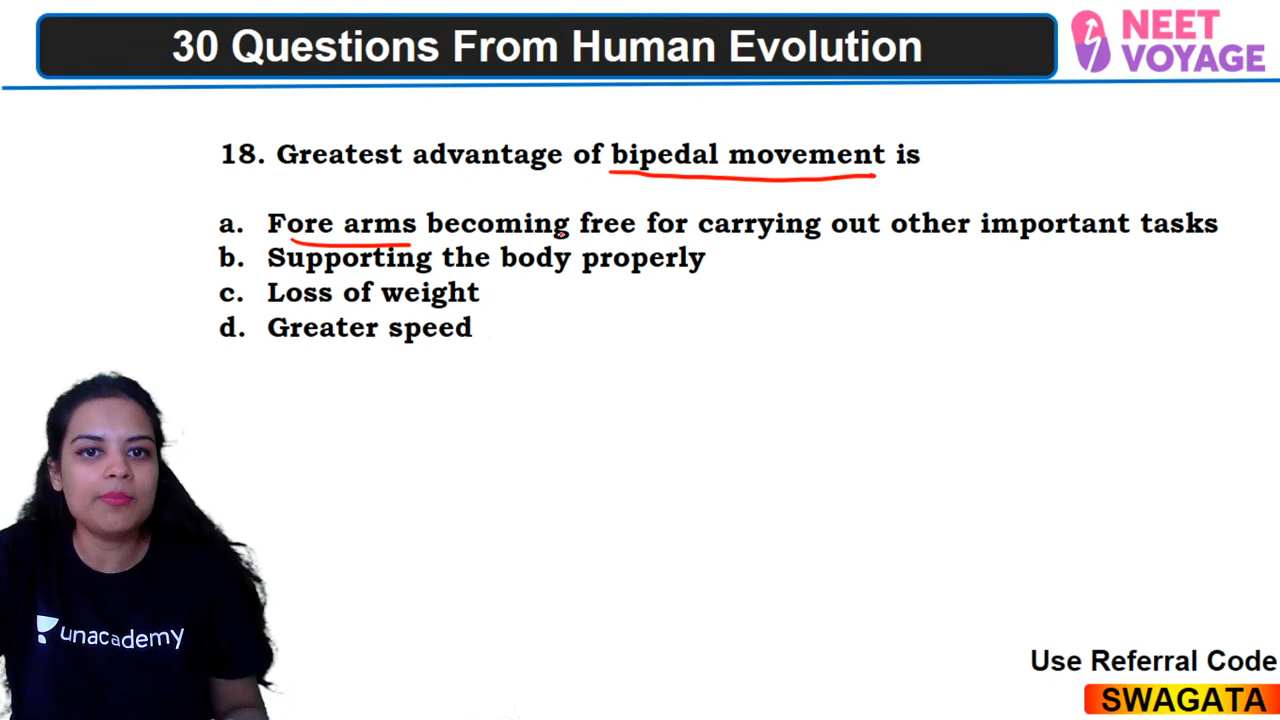 30 Questions From Human Evolution
NEET
VOYAGE
18. Greatest advantage of bipedal movement is
a. Fore arms becoming free for carrying out other important tasks
b. Supporting the body properly
c. Loss of weight
d. Greater speed
unacademy
Use Referral Code
SWAGATA